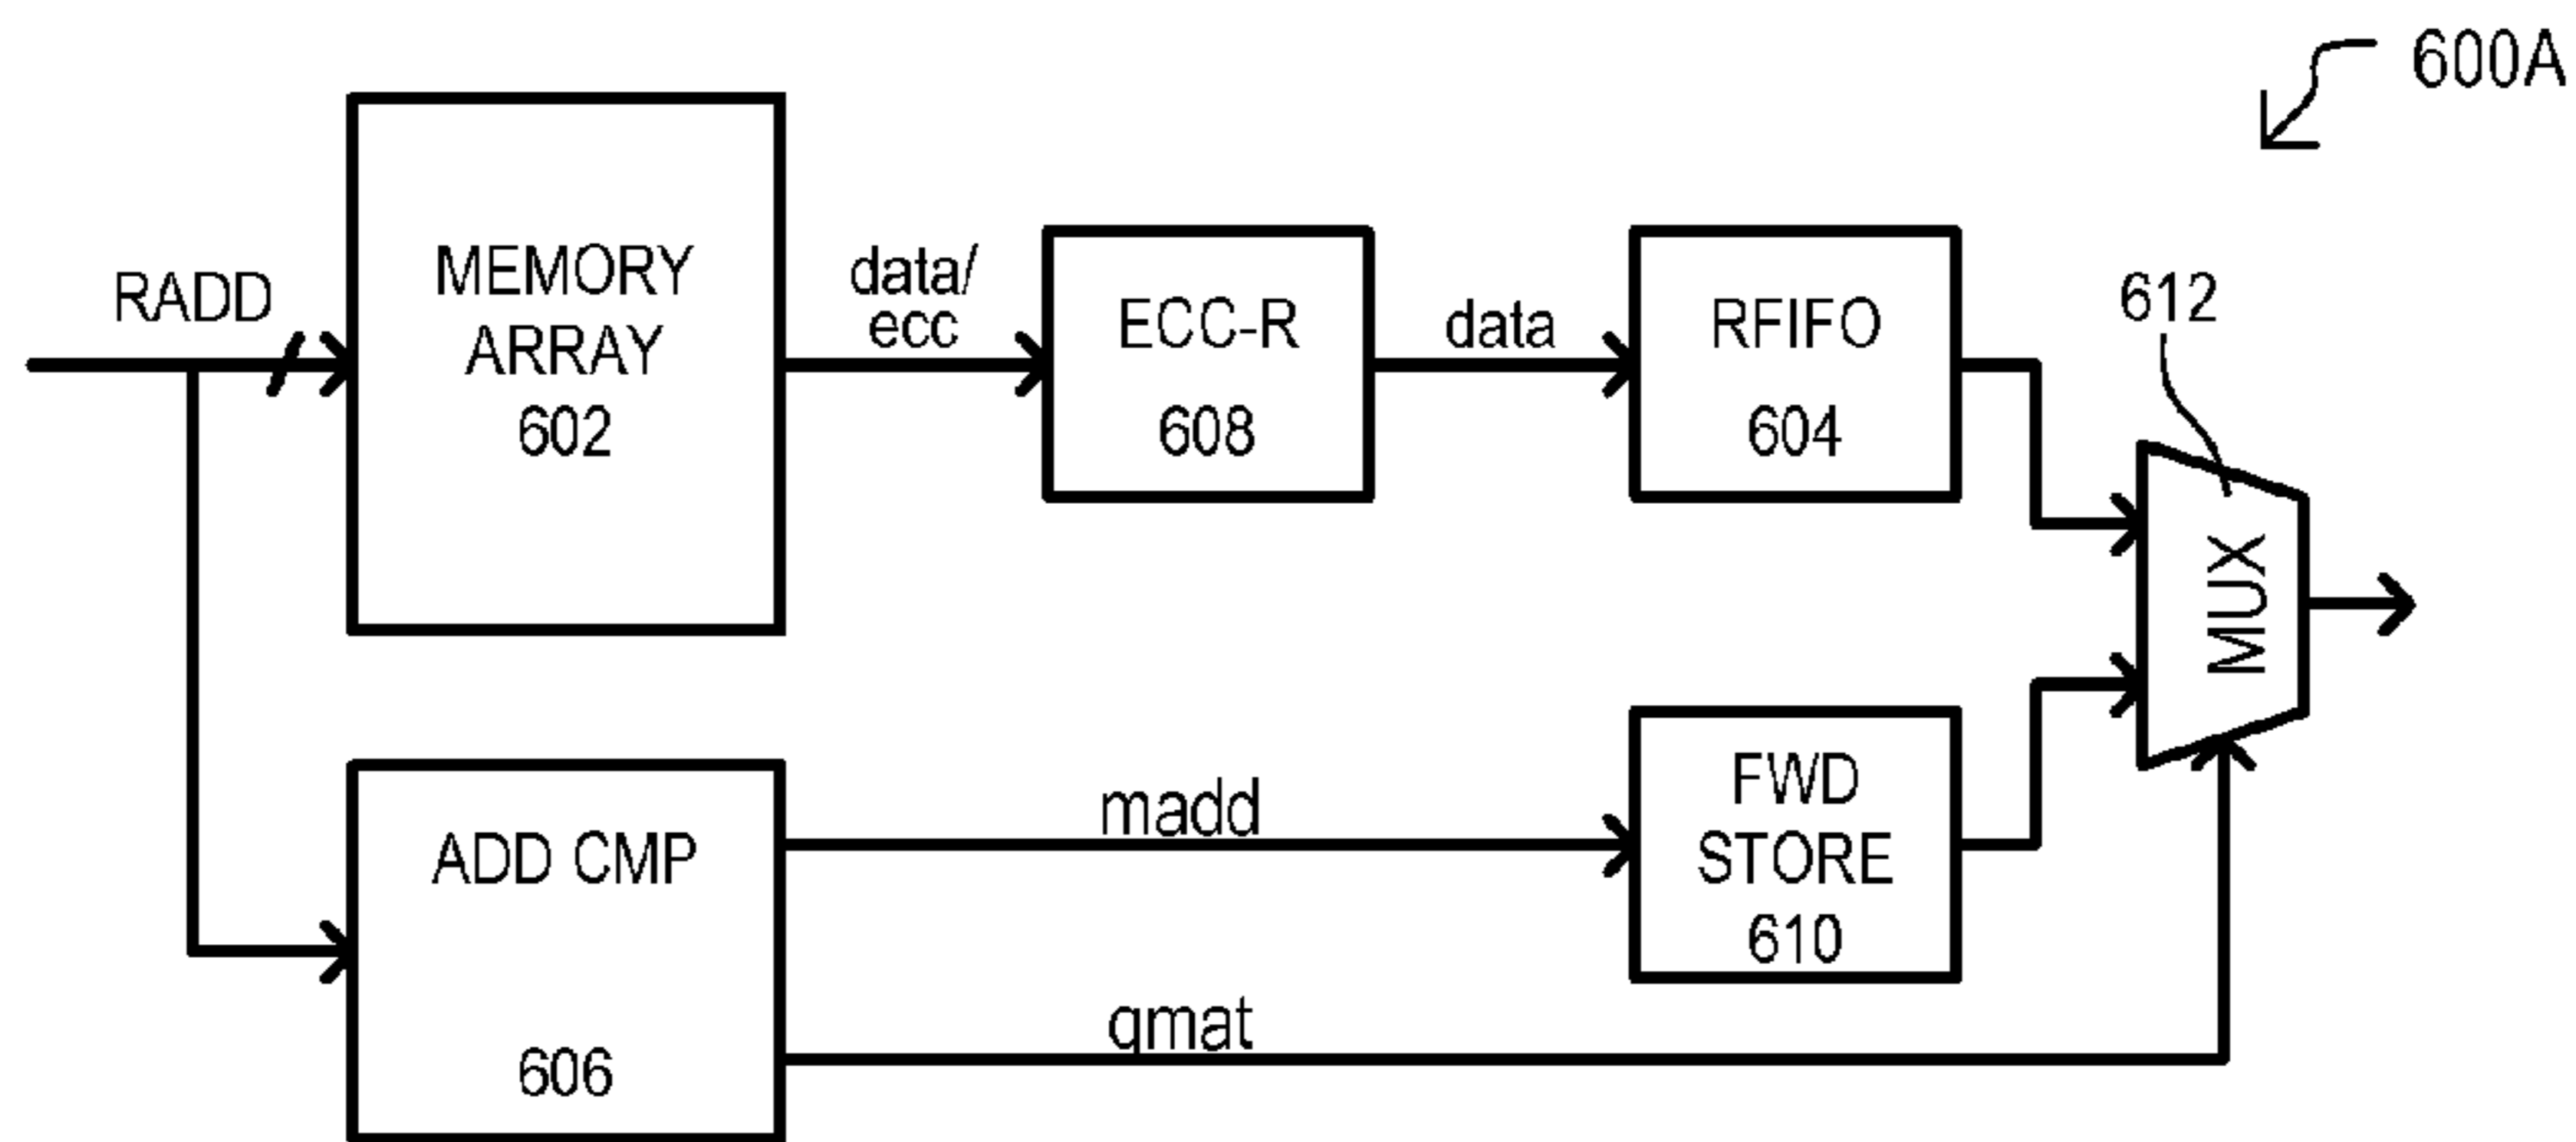 600A
RADD
MEMORY
ARRAY
602
data/
ecc
ECC-R
608
data
RFIFO
604
612
MUX
ADD CMP
606
madd
qmat
FWD
STORE
610